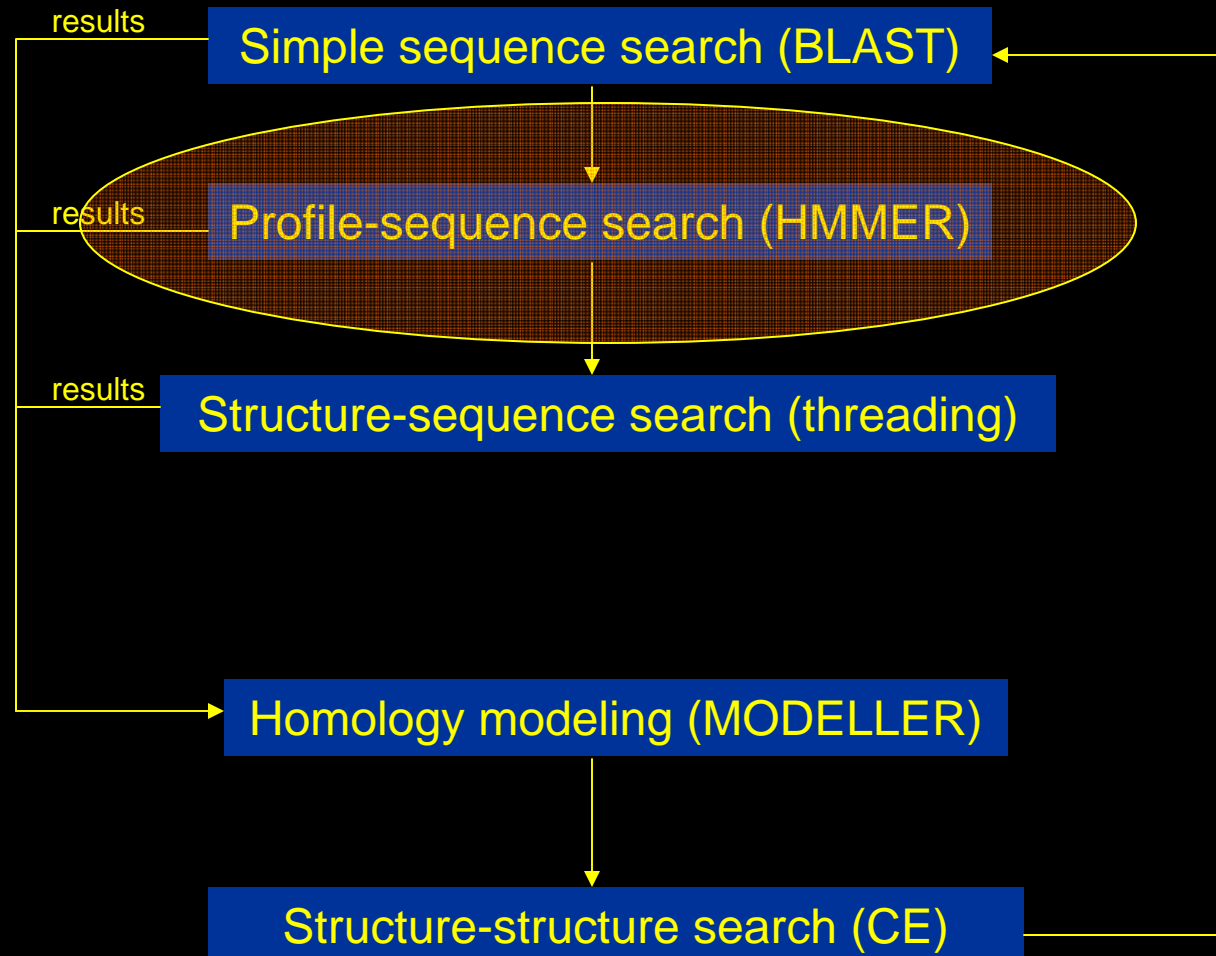 results
Simple sequence search (BLAST)
results
Profile-sequence search (HMMER)
results
Structure-sequence search (threading)
Homology modeling (MODELLER)
Structure-structure search (CE)